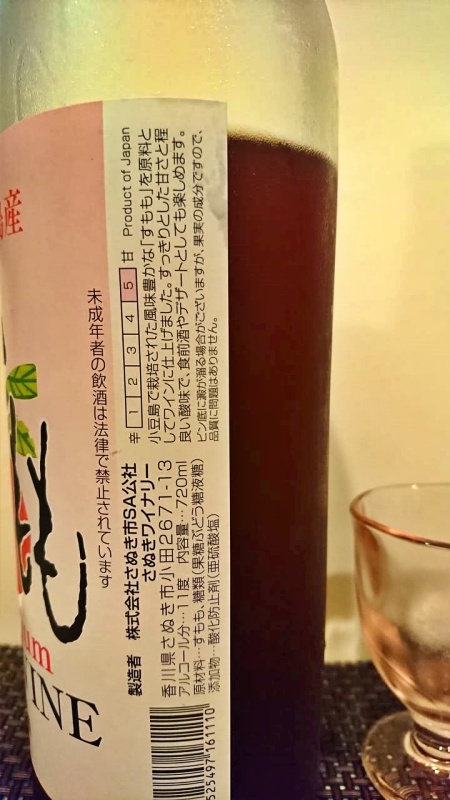 産
未成年者の飲酒は法律で禁止されています
um
INE
辛 1 2 3 4 5 甘 Product of Japan
小豆島で栽培された風味豊かな「すもも」を原料と
してワインに仕上げました。すっきりとした甘さと程
良い酸味で、食前酒やデザートとしても楽しめます。
ビン底に澱が溜る場合がございますが、果実の成分ですので、
品質に問題はありません。
製造者 株式会社さぬき市SA公社
さぬきワイナリー
香川県さぬき市小田2671-13
アルコール分…11度 内容量…720ml
原材料…すもも、糖類(果糖ぶどう糖液糖)
添加物…酸化防止剤(亜硫酸塩)
525497161110